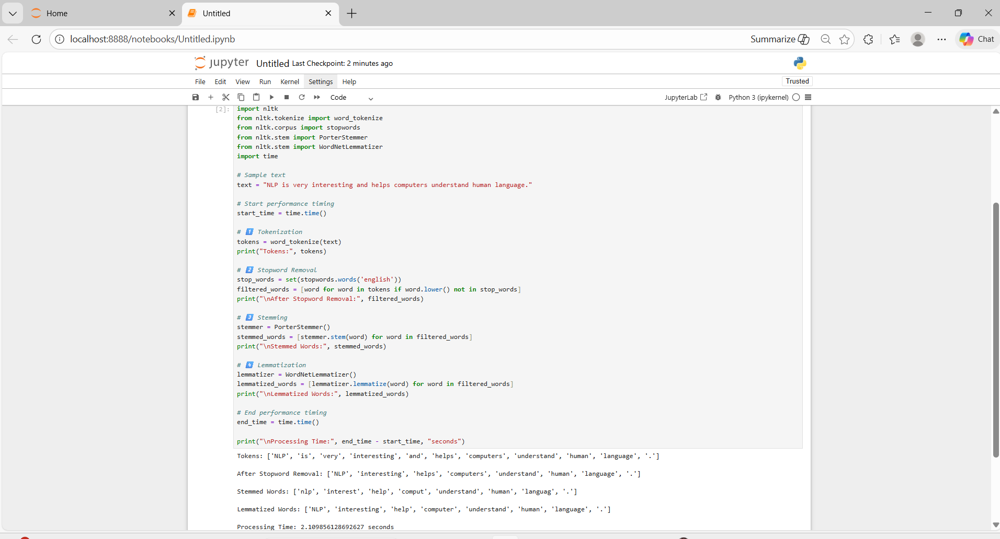 Home
Untitled
localhost:8888/notebooks/Untitled.ipynb
Summarize
Chat
jupyter Untitled Last Checkpoint: 2 minutes ago
File Edit View Run Kernel Settings Help
Trusted
Code
JupyterLab
Python 3 (ipykernel)
[2]:
import nltk
from nltk.tokenize import word_tokenize
from nltk.corpus import stopwords
from nltk.stem import PorterStemmer
from nltk.stem import WordNetLemmatizer
import time
# Sample text
text = "NLP is very interesting and helps computers understand human language."
# Start performance timing
start_time = time.time()
# 1️⃣ Tokenization
tokens = word_tokenize(text)
print("Tokens:", tokens)
# 2️⃣ Stopword Removal
stop_words = set(stopwords.words('english'))
filtered_words = [word for word in tokens if word.lower() not in stop_words]
print("\nAfter Stopword Removal:", filtered_words)
# 3️⃣ Stemming
stemmer = PorterStemmer()
stemmed_words = [stemmer.stem(word) for word in filtered_words]
print("\nStemmed Words:", stemmed_words)
# 4️⃣ Lemmatization
lemmatizer = WordNetLemmatizer()
lemmatized_words = [lemmatizer.lemmatize(word) for word in filtered_words]
print("\nLemmatized Words:", lemmatized_words)
# End performance timing
end_time = time.time()
print("\nProcessing Time:", end_time - start_time, "seconds")
Tokens: ['NLP', 'is', 'very', 'interesting', 'and', 'helps', 'computers', 'understand', 'human', 'language', '.']
After Stopword Removal: ['NLP', 'interesting', 'helps', 'computers', 'understand', 'human', 'language', '.']
Stemmed Words: ['nlp', 'interest', 'help', 'comput', 'understand', 'human', 'languag', '.']
Lemmatized Words: ['NLP', 'interesting', 'help', 'computer', 'understand', 'human', 'language', '.']
Processing Time: 2.109856128692627 seconds